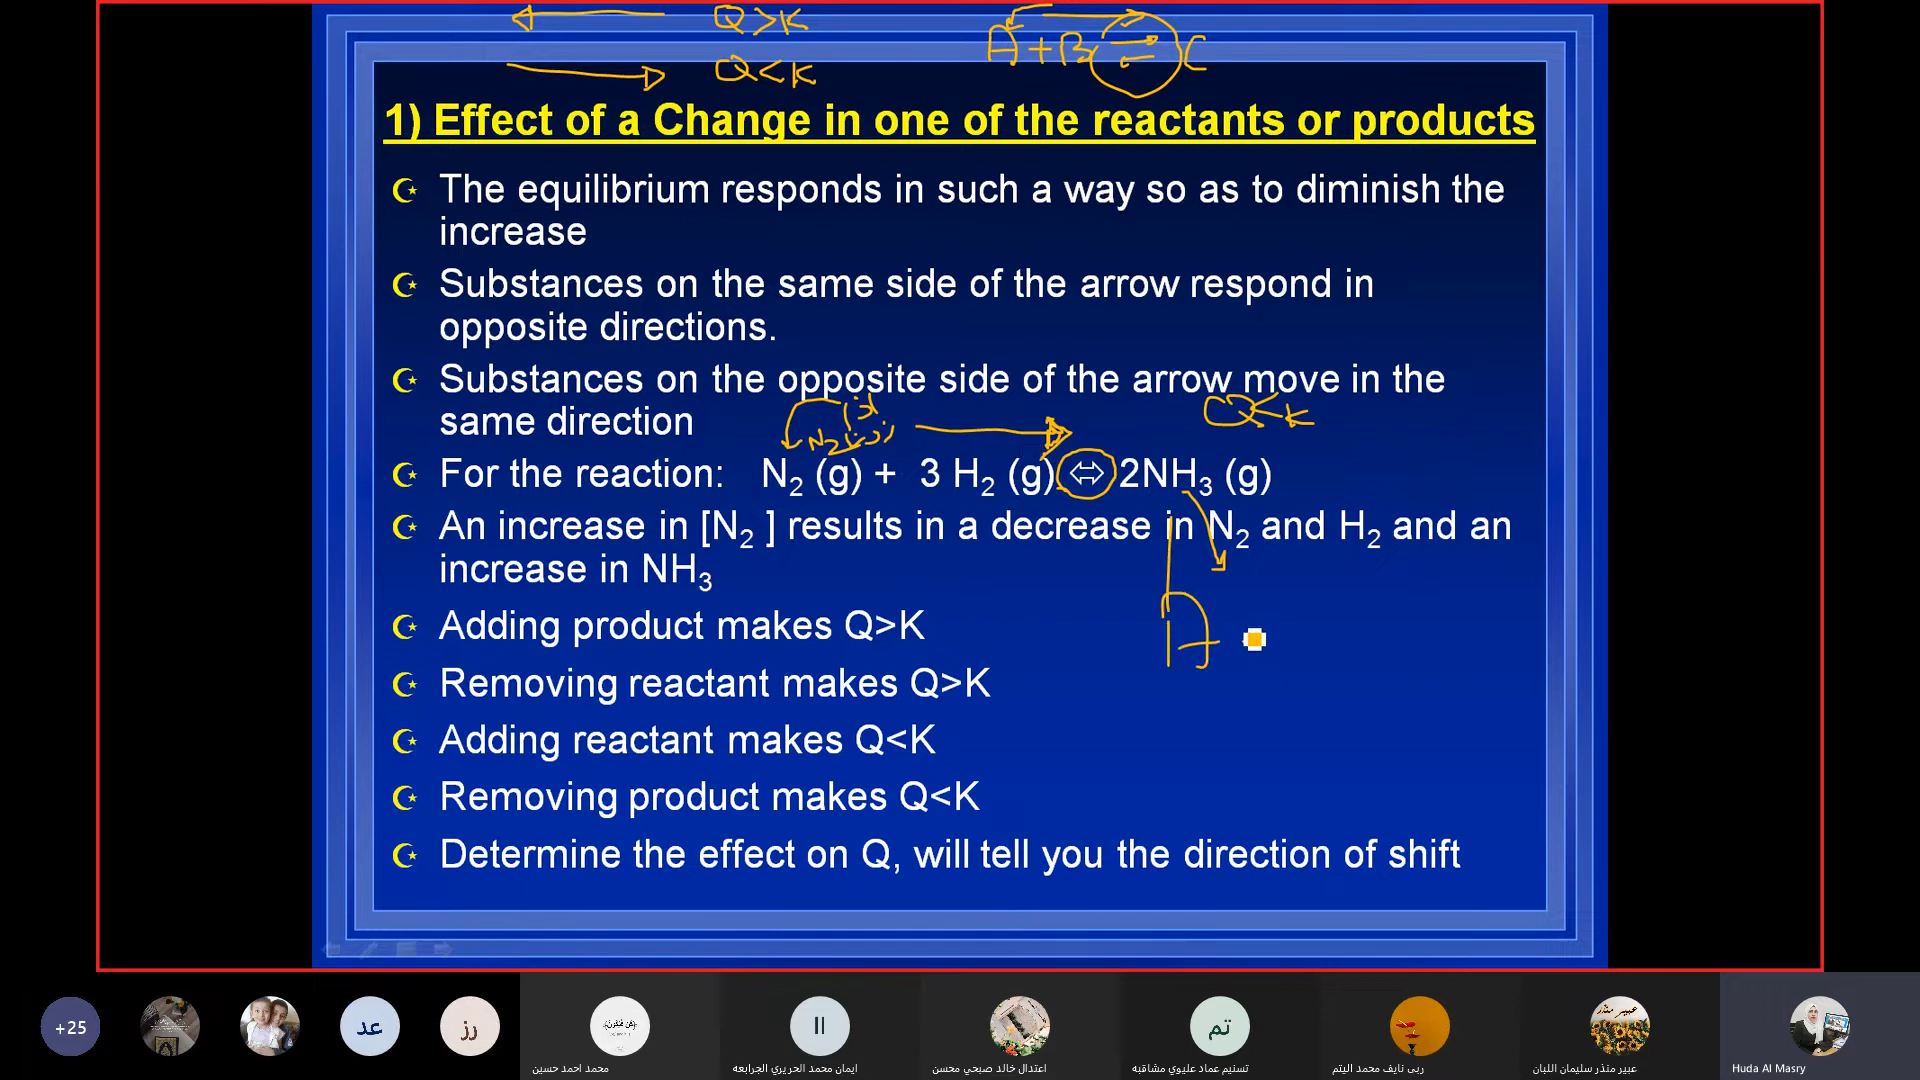 Q>K
Q<K
A+B ⇌ C
1) Effect of a Change in one of the reactants or products
The equilibrium responds in such a way so as to diminish the
increase
Substances on the same side of the arrow respond in
opposite directions.
Substances on the opposite side of the arrow move in the
same direction
Q<K
N2
For the reaction: N2 (g) + 3 H2 (g) ⇔ 2NH3 (g)
An increase in [N2 ] results in a decrease in N2 and H2 and an
increase in NH3
Adding product makes Q>K
Removing reactant makes Q>K
Adding reactant makes Q<K
Removing product makes Q<K
Determine the effect on Q, will tell you the direction of shift
+25
عد
رز
محمد احمد حسين
اا
ايمان محمد الحريري الجرابعه
اعتدال خالد صبحي محسن
تم
تسنيم عماد عليوي مشاقبه
ربى نايف محمد اليتم
عبير منذر
عبير منذر سليمان اللبان
Huda Al Masry